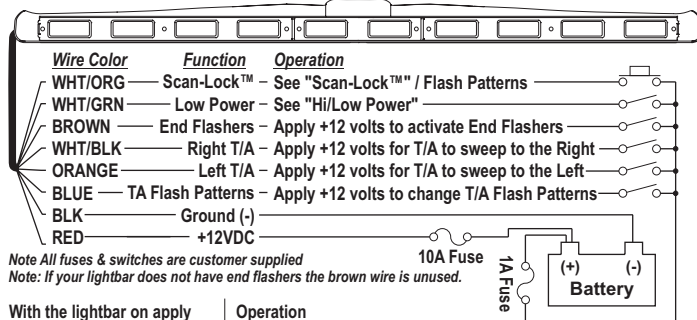 Wire Color Function Operation
WHT/ORG Scan-Lock™ – See "Scan-Lock™" / Flash Patterns
WHT/GRN Low Power – See "Hi/Low Power"
BROWN End Flashers – Apply +12 volts to activate End Flashers
WHT/BLK Right T/A – Apply +12 volts for T/A to sweep to the Right
ORANGE Left T/A – Apply +12 volts for T/A to sweep to the Left
BLUE TA Flash Patterns – Apply +12 volts to change T/A Flash Patterns
BLK Ground (-)
RED +12VDC
Note All fuses & switches are customer supplied
Note: If your lightbar does not have end flashers the brown wire is unused.
10A Fuse
1A Fuse
(+) (-)
Battery
With the lightbar on apply Operation